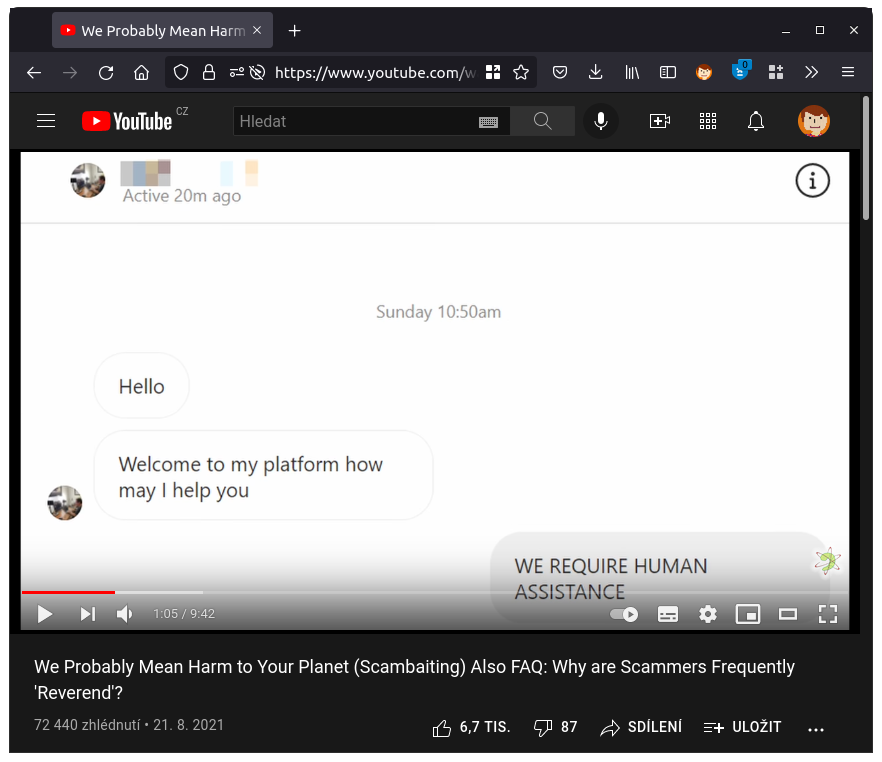 We Probably Mean Harm
https://www.youtube.com/w
0
YouTube CZ
Hledat
Active 20m ago
Sunday 10:50am
Hello
Welcome to my platform how
may I help you
WE REQUIRE HUMAN
ASSISTANCE
1:05 / 9:42
We Probably Mean Harm to Your Planet (Scambaiting) Also FAQ: Why are Scammers Frequently
'Reverend'?
72 440 zhlédnutí • 21. 8. 2021
6,7 TIS.
87
SDÍLENÍ
ULOŽIT